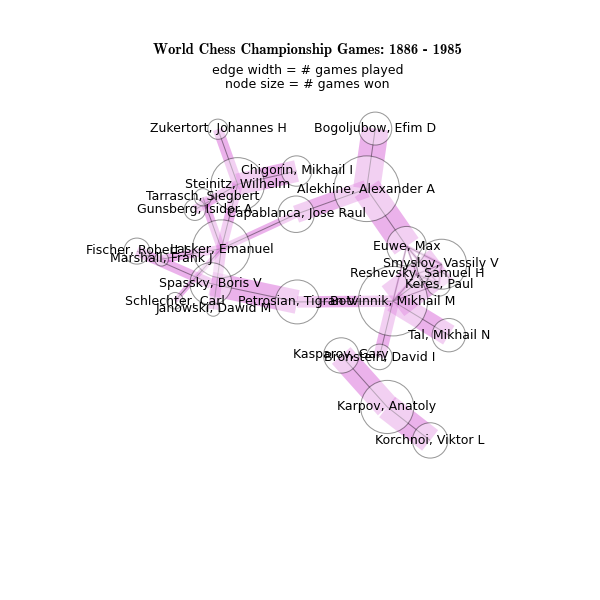 World Chess Championship Games: 1886 - 1985
edge width = # games played
node size = # games won
Zukertort, Johannes H
Bogoljubow, Efim D
Chigorin, Mikhail I
Steinitz, Wilhelm
Alekhine, Alexander A
Tarrasch, Siegbert
Gunsberg, Isidor A
Capablanca, Jose Raul
Euwe, Max
Fischer, Robert J
Lasker, Emanuel
Marshall, Frank J
Smyslov, Vassily V
Reshevsky, Samuel H
Spassky, Boris V
Keres, Paul
Schlechter, Carl
Petrosian, Tigran V
Botvinnik, Mikhail M
Janowski, Dawid M
Tal, Mikhail N
Kasparov, Gary
Bronstein, David I
Karpov, Anatoly
Korchnoi, Viktor L